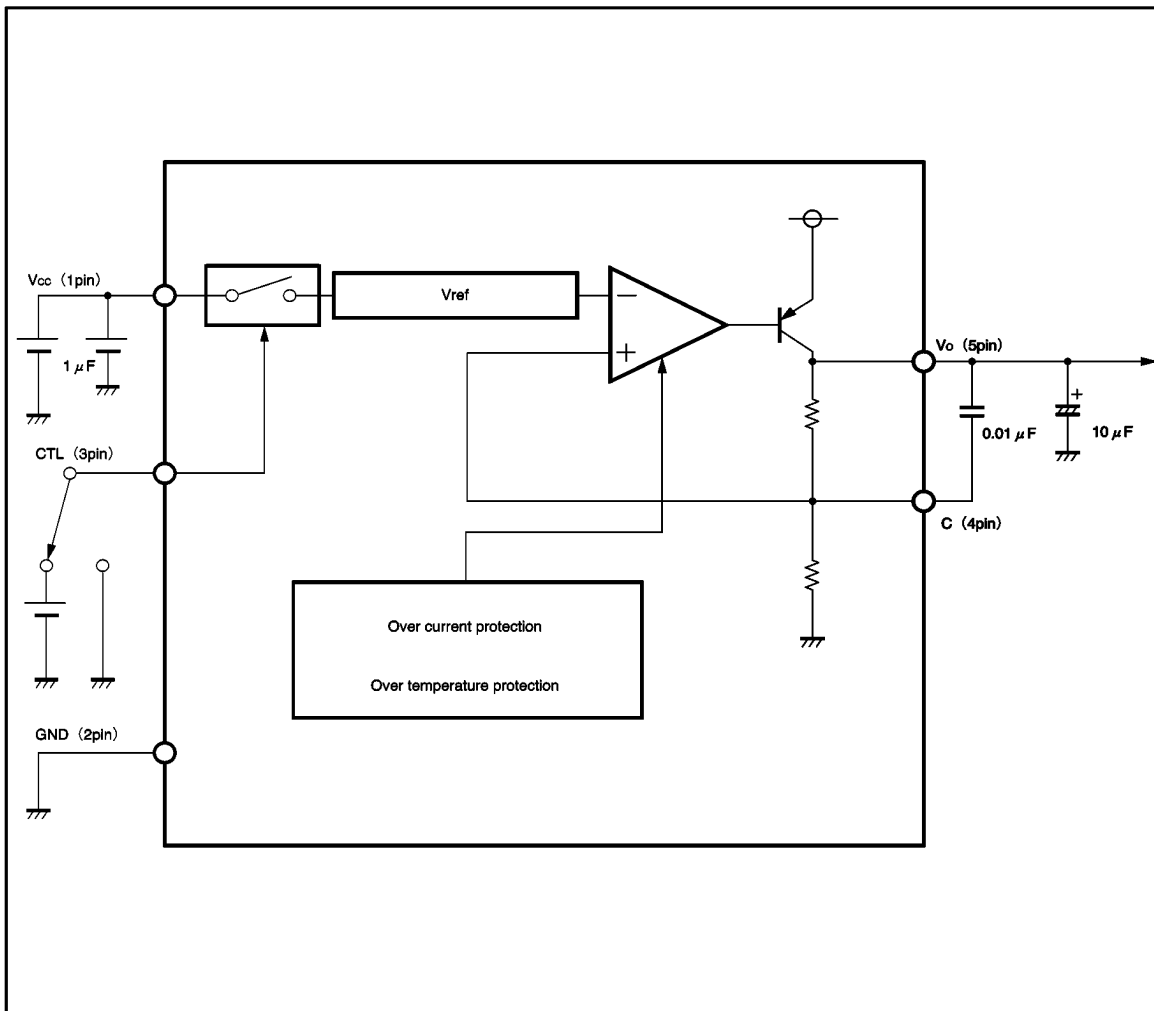 Vcc (1pin)
Vref
−
+
1 μF
Vo (5pin)
+
0.01 μF
10 μF
CTL (3pin)
C (4pin)
Over current protection
Over temperature protection
GND (2pin)